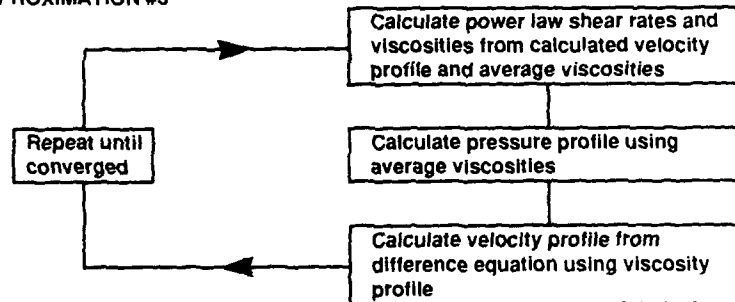 Calculate power law shear rates and
viscosities from calculated velocity
profile and average viscosities
Repeat until
converged
Calculate pressure profile using
average viscosities
Calculate velocity profile from
difference equation using viscosity
profile